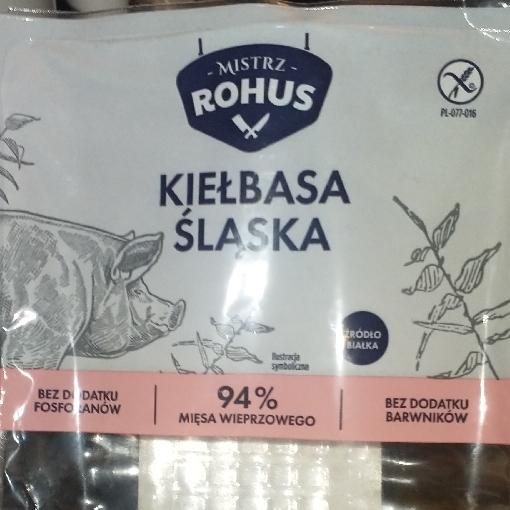 - MISTRZ -
ROHUS
PL-077-016
KIEŁBASA
ŚLĄSKA
ŹRÓDŁO
BIAŁKA
Ilustracja
symboliczna
BEZ DODATKU
FOSFORANÓW
94%
MIĘSA WIEPRZOWEGO
BEZ DODATKU
BARWNIKÓW